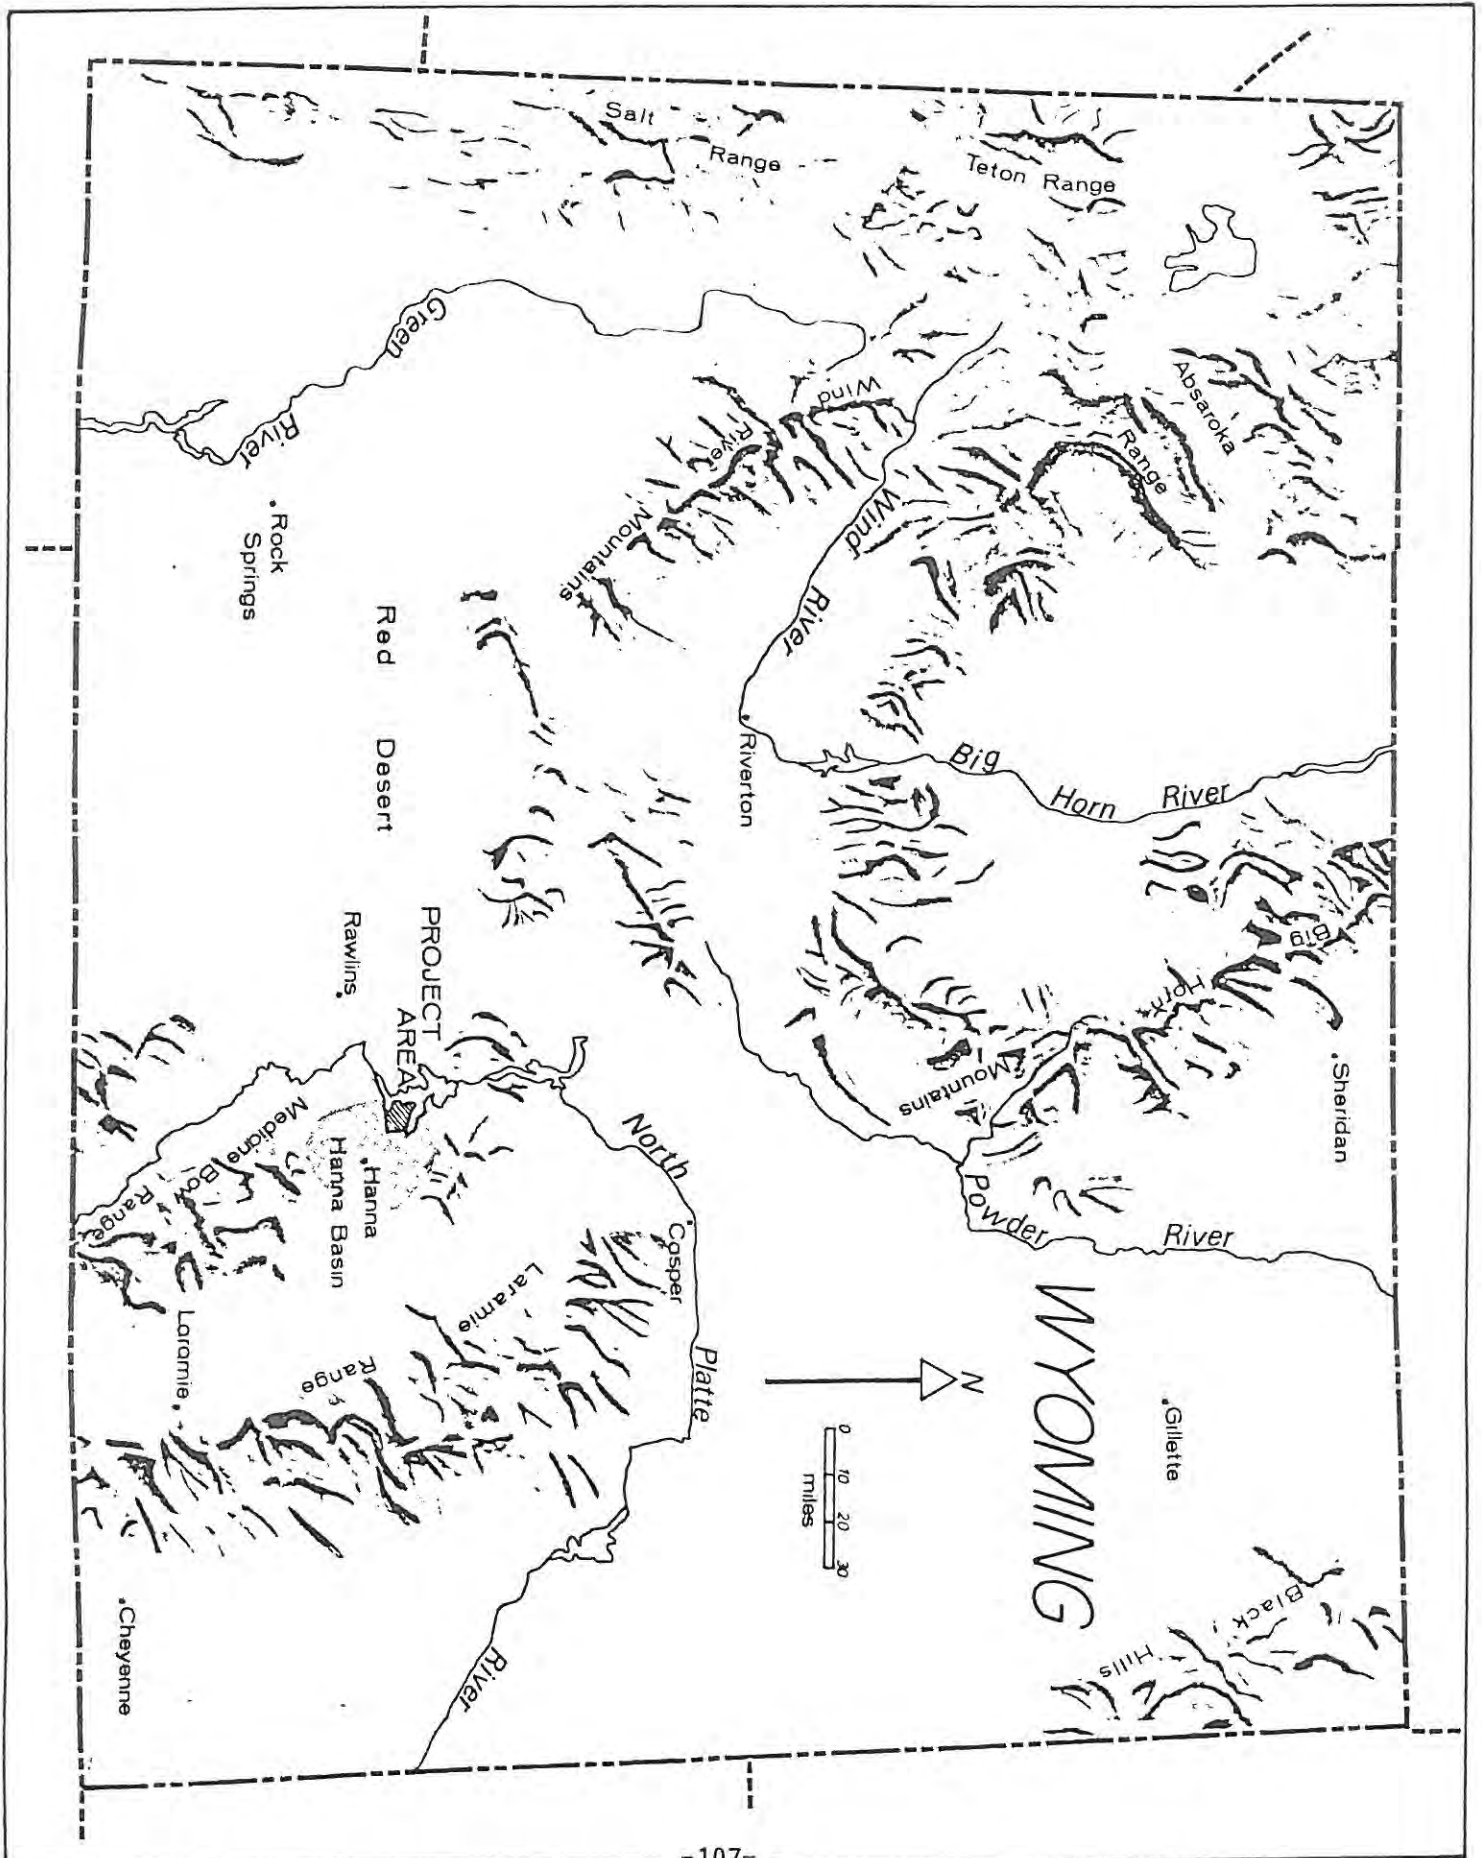 Salt
Range
Teton Range
Absaroka
Range
Green
River
Wind
River
Mountains
Wind
River
Rock
Springs
Red Desert
Riverton
Big
Horn
River
Big
Horn
Mountains
Sheridan
Rawlins
PROJECT
AREA
Medicine Bow
Range
Hanna
Hanna Basin
North
Platte
River
Casper
Powder
River
Laramie
Range
Laramie
WYOMING
N
0 10 20 30
miles
Gillette
Black
Hills
Cheyenne
-107-